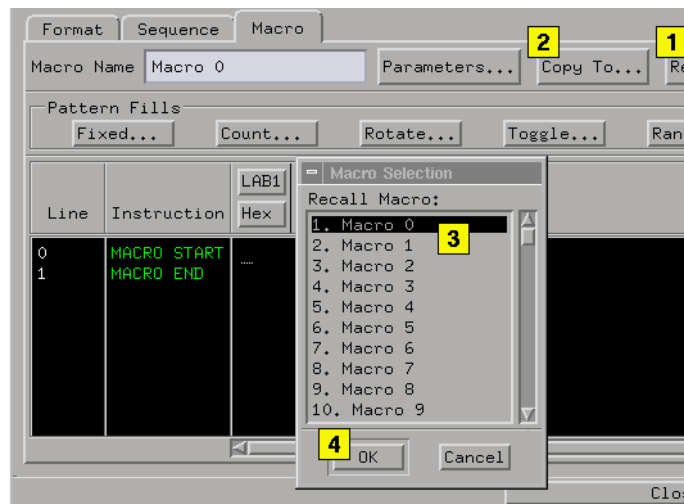 Format Sequence Macro
2 1
Macro Name Macro 0 Parameters... Copy To... Re
Pattern Fills
Fixed... Count... Rotate... Toggle... Ran
Macro Selection
LAB1
Recall Macro:
Line Instruction Hex
1. Macro 0
3
2. Macro 1
3. Macro 2
4. Macro 3
5. Macro 4
6. Macro 5
7. Macro 6
8. Macro 7
9. Macro 8
10. Macro 9
0 MACRO START
1 MACRO END
4
OK Cancel
Clos